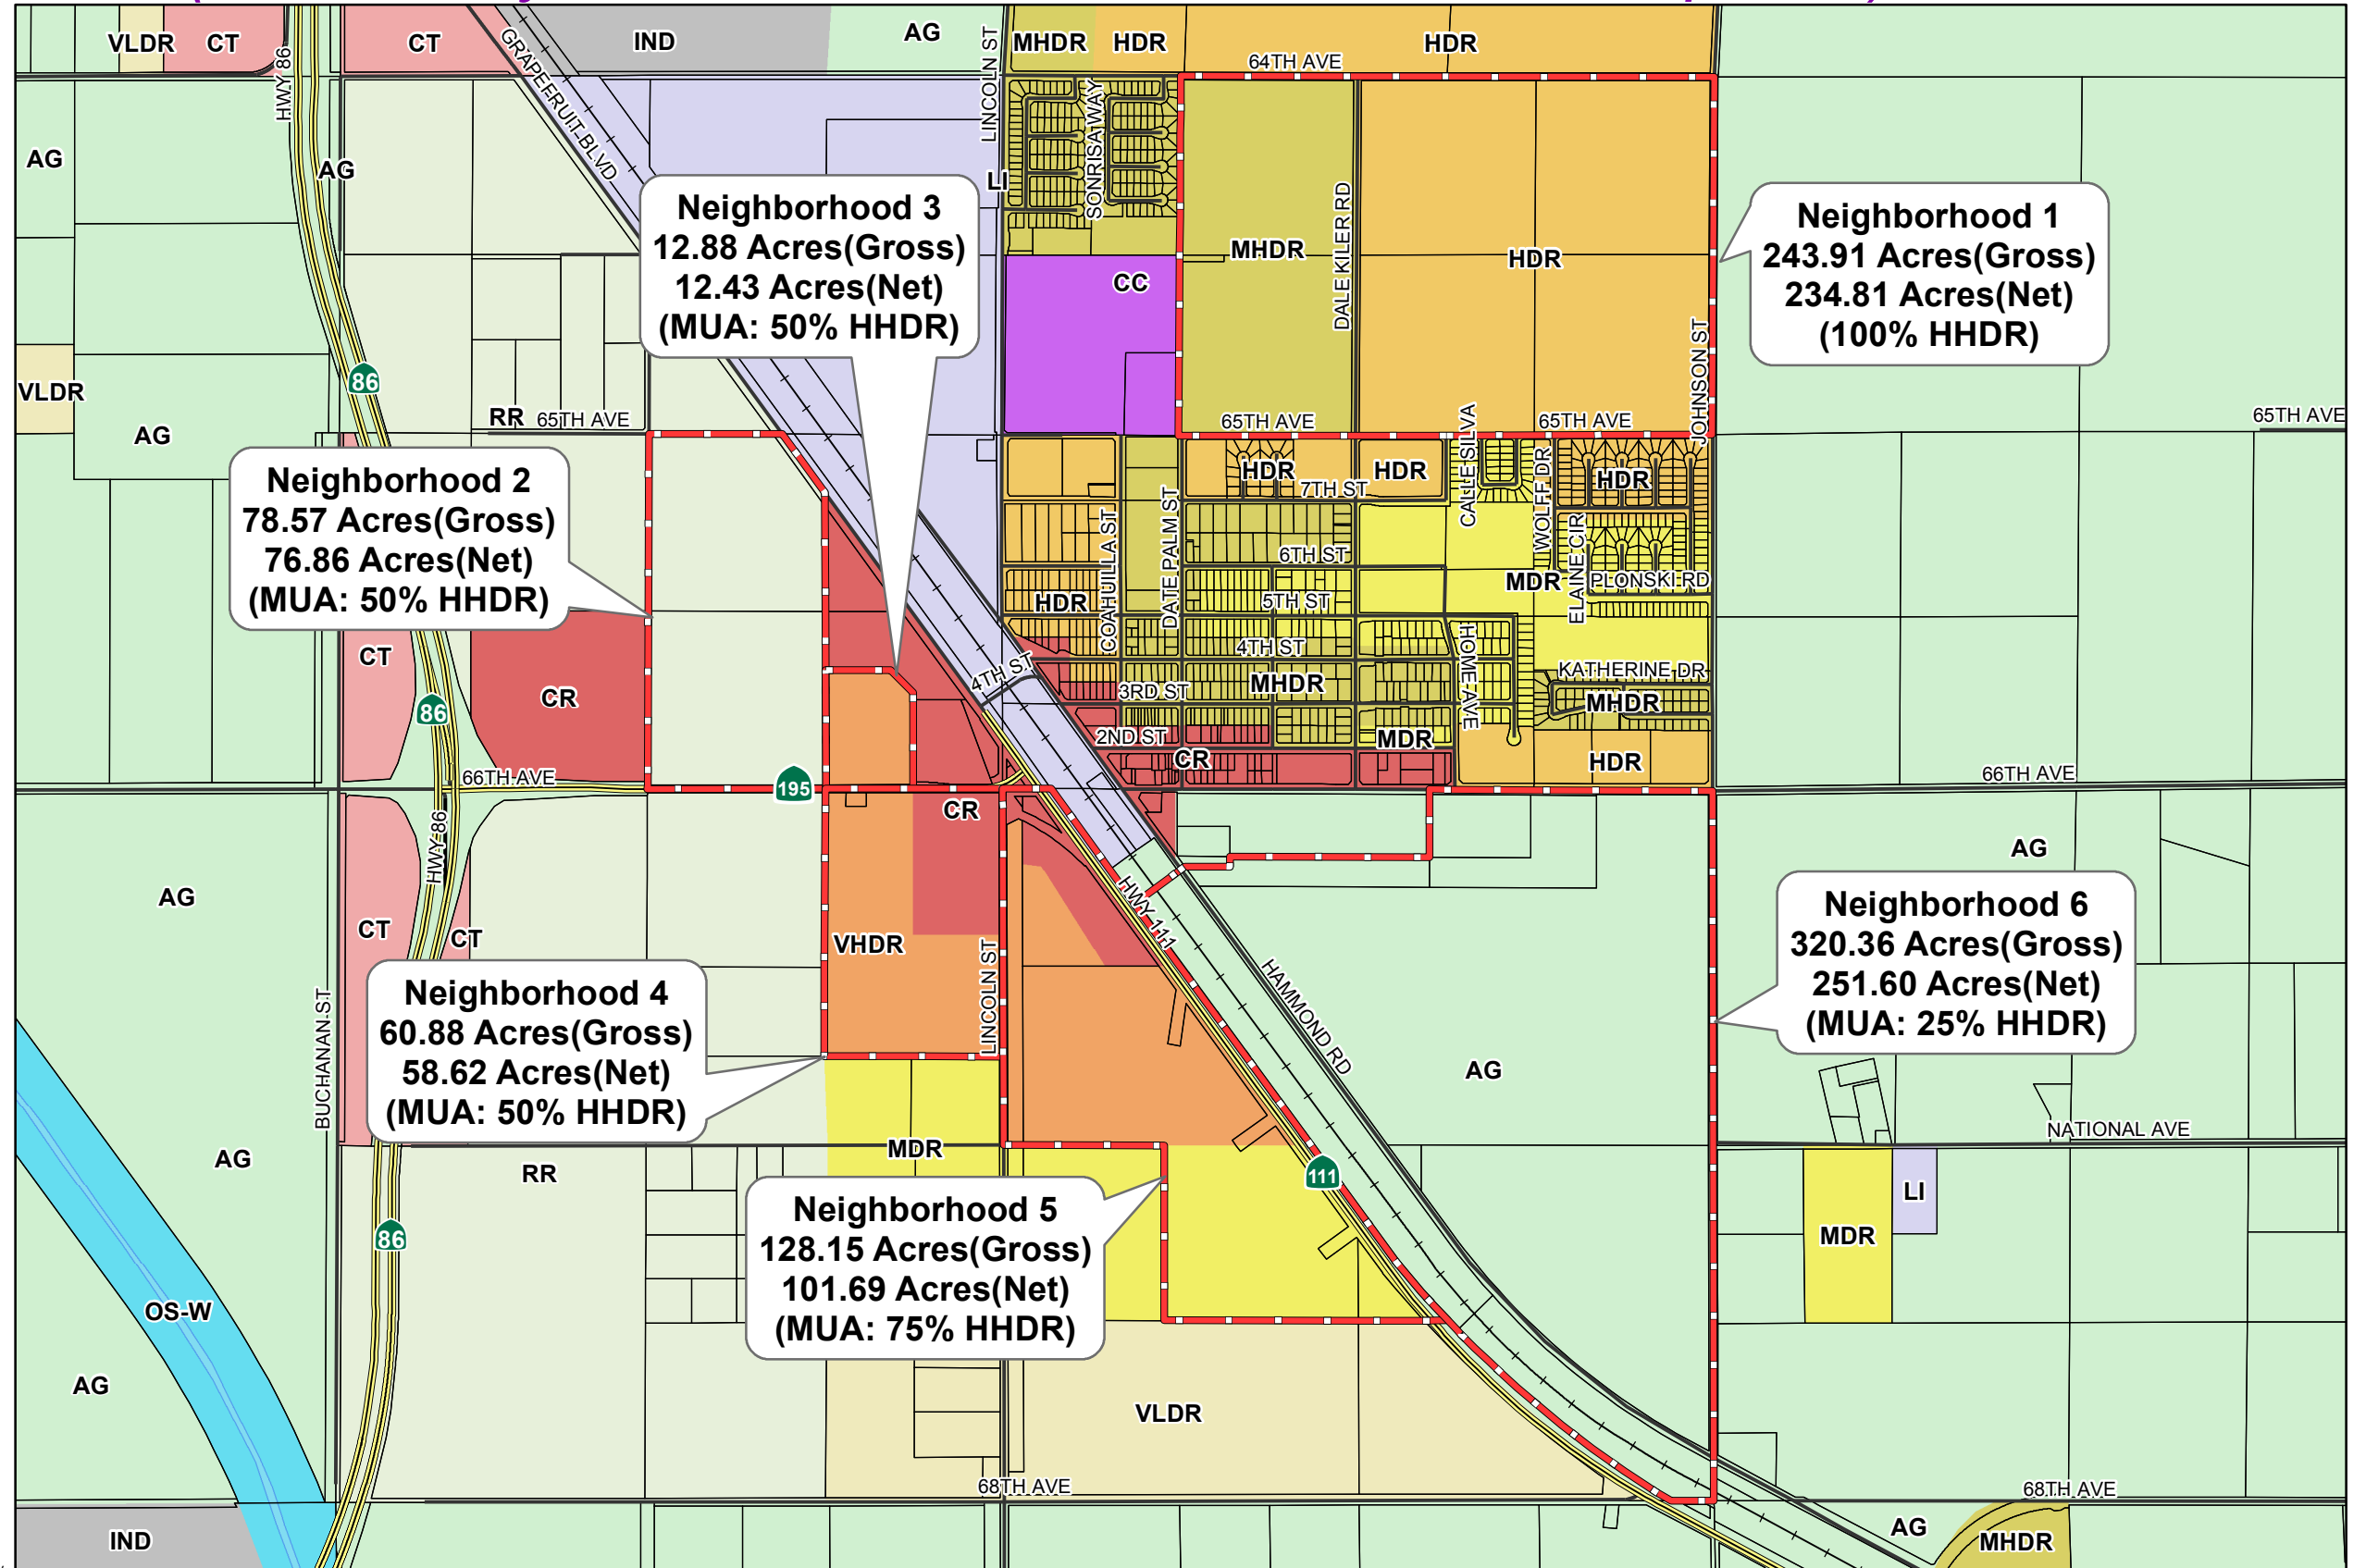 VLDR
CT
CT
IND
AG
MHDR
HDR
HDR
HWY 86
GRAPEFRUIT BLVD
LINCOLN ST
64TH AVE
SONRISA WAY
AG
AG
LI
Neighborhood 3
12.88 Acres(Gross)
12.43 Acres(Net)
(MUA: 50% HHDR)
CC
MHDR
DALE KILER RD
HDR
JOHNSON ST
Neighborhood 1
243.91 Acres(Gross)
234.81 Acres(Net)
(100% HHDR)
86
VLDR
AG
RR
65TH AVE
65TH AVE
65TH AVE
65TH AVE
Neighborhood 2
78.57 Acres(Gross)
76.86 Acres(Net)
(MUA: 50% HHDR)
HDR
HDR
CALLE SILVA
WOLFF DR
HDR
7TH ST
COAHUILLA ST
DATE PALM ST
6TH ST
ELAINE CIR
MDR
PLONSKI RD
HDR
5TH ST
CT
CR
86
4TH ST
4TH ST
HOME AVE
KATHERINE DR
3RD ST
MHDR
MHDR
2ND ST
MDR
CR
HDR
66TH AVE
195
66TH AVE
CR
HWY 86
AG
AG
CT
CT
VHDR
LINCOLN ST
HWY 111
HAMMOND RD
Neighborhood 6
320.36 Acres(Gross)
251.60 Acres(Net)
(MUA: 25% HHDR)
BUCHANAN ST
Neighborhood 4
60.88 Acres(Gross)
58.62 Acres(Net)
(MUA: 50% HHDR)
AG
NATIONAL AVE
AG
RR
MDR
111
LI
MDR
Neighborhood 5
128.15 Acres(Gross)
101.69 Acres(Net)
(MUA: 75% HHDR)
86
OS-W
AG
VLDR
68TH AVE
68TH AVE
IND
AG
MHDR